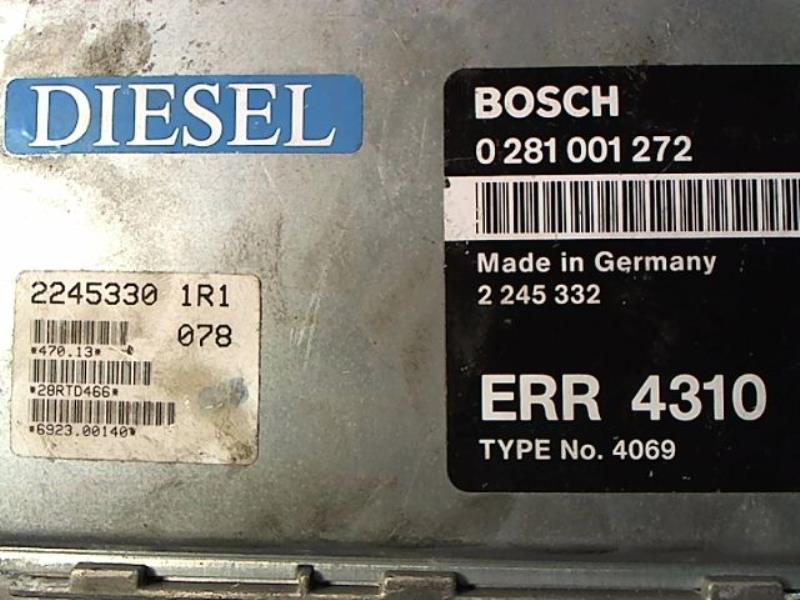 DIESEL
BOSCH
0 281 001 272
Made in Germany
2 245 332
ERR 4310
TYPE No. 4069
2245330 1R1
078
*470.13*
*28RTD466*
*6923.00140*